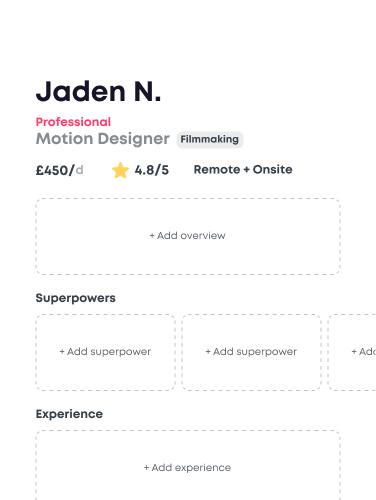 Jaden N.
Professional
Motion Designer Filmmaking
£450/d 4.8/5 Remote + Onsite
+ Add overview
Superpowers
+ Add superpower + Add superpower + Add
Experience
+ Add experience